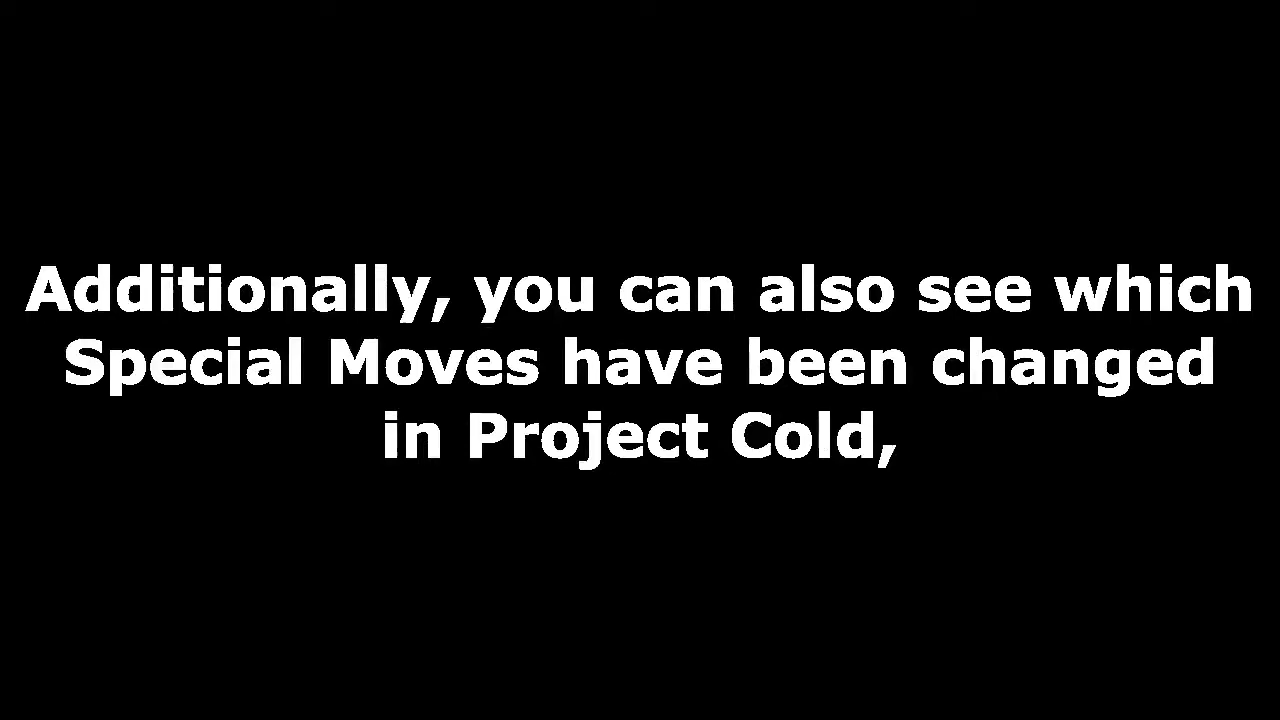 Additionally, you can also see which
Special Moves have been changed
in Project Cold,